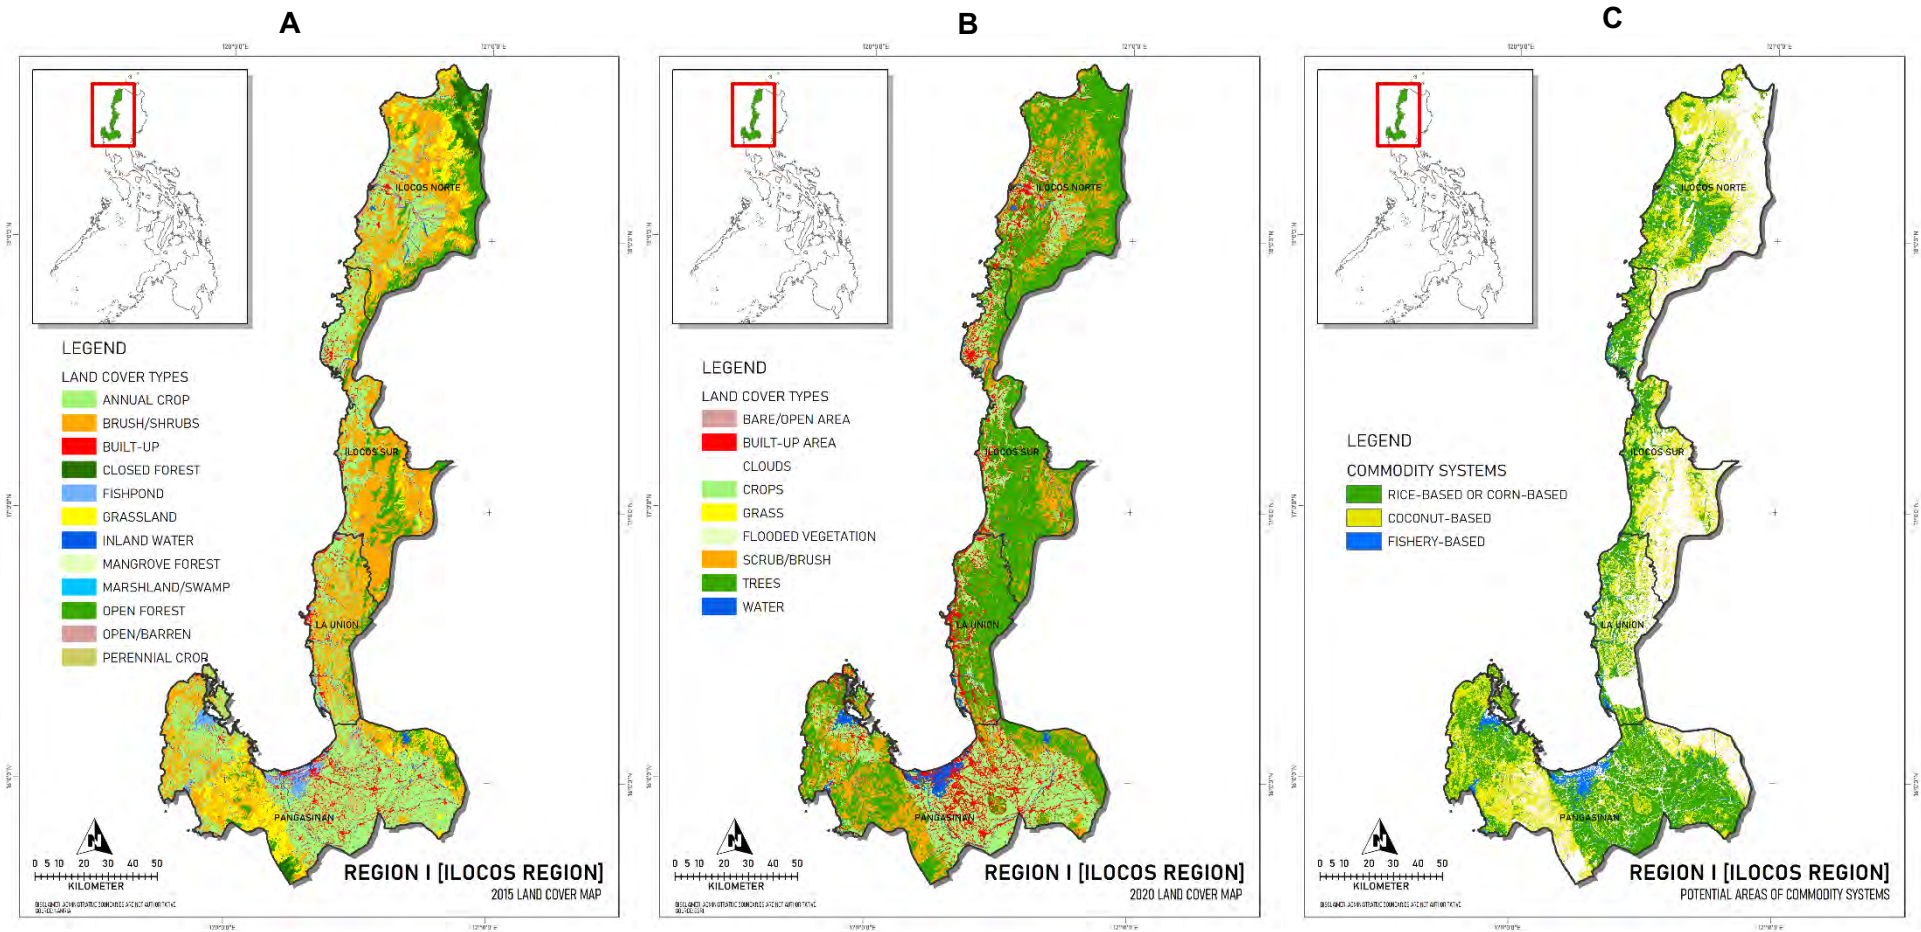 A
ILOCOS NORTE
ILOCOS SUR
LA UNION
PANGASINAN
LEGEND
LAND COVER TYPES
ANNUAL CROP
BRUSH/SHRUBS
BUILT-UP
CLOSED FOREST
FISHPOND
GRASSLAND
INLAND WATER
MANGROVE FOREST
MARSHLAND/SWAMP
OPEN FOREST
OPEN/BARREN
PERENNIAL CROP
N
0 5 10 20 30 40 50
KILOMETER
REGION I [ILOCOS REGION]
2015 LAND COVER MAP
B
ILOCOS NORTE
ILOCOS SUR
LA UNION
PANGASINAN
LEGEND
LAND COVER TYPES
BARE/OPEN AREA
BUILT-UP AREA
CLOUDS
CROPS
GRASS
FLOODED VEGETATION
SCRUB/BRUSH
TREES
WATER
N
0 5 10 20 30 40 50
KILOMETER
REGION I [ILOCOS REGION]
2020 LAND COVER MAP
C
ILOCOS NORTE
ILOCOS SUR
LA UNION
PANGASINAN
LEGEND
COMMODITY SYSTEMS
RICE-BASED OR CORN-BASED
COCONUT-BASED
FISHERY-BASED
N
0 5 10 20 30 40 50
KILOMETER
REGION I [ILOCOS REGION]
POTENTIAL AREAS OF COMMODITY SYSTEMS